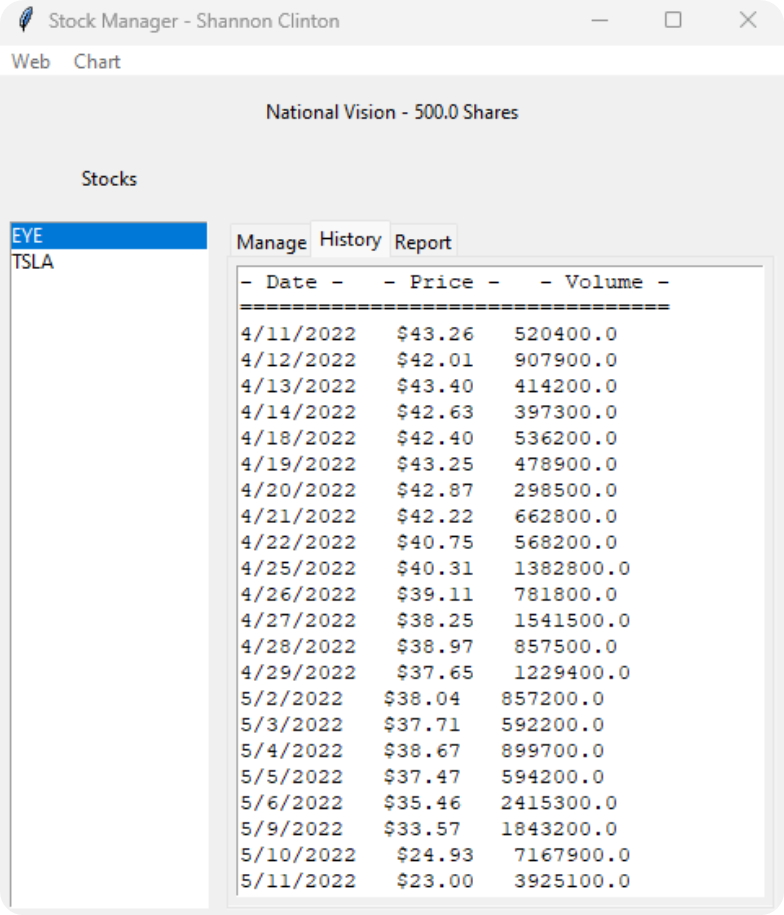 Stock Manager - Shannon Clinton
Web Chart
National Vision - 500.0 Shares
Stocks
EYE
TSLA
Manage History Report
- Date -   - Price -   - Volume -
=================================
4/11/2022   $43.26   520400.0
4/12/2022   $42.01   907900.0
4/13/2022   $43.40   414200.0
4/14/2022   $42.63   397300.0
4/18/2022   $42.40   536200.0
4/19/2022   $43.25   478900.0
4/20/2022   $42.87   298500.0
4/21/2022   $42.22   662800.0
4/22/2022   $40.75   568200.0
4/25/2022   $40.31   1382800.0
4/26/2022   $39.11   781800.0
4/27/2022   $38.25   1541500.0
4/28/2022   $38.97   857500.0
4/29/2022   $37.65   1229400.0
5/2/2022   $38.04   857200.0
5/3/2022   $37.71   592200.0
5/4/2022   $38.67   899700.0
5/5/2022   $37.47   594200.0
5/6/2022   $35.46   2415300.0
5/9/2022   $33.57   1843200.0
5/10/2022   $24.93   7167900.0
5/11/2022   $23.00   3925100.0